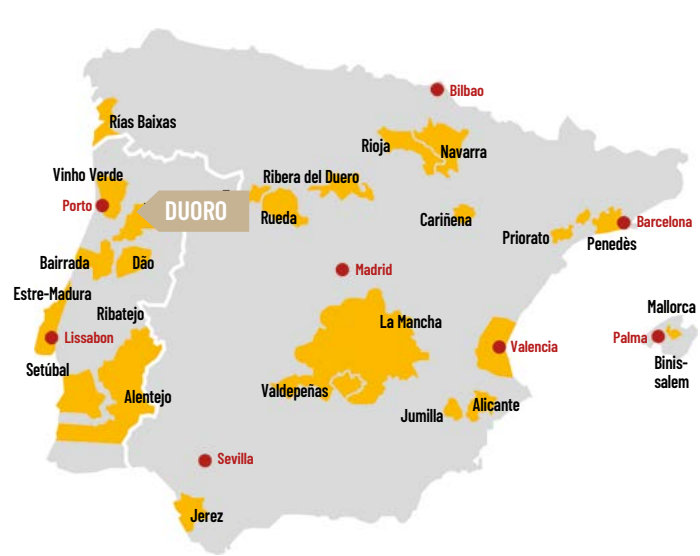 Bilbao
Rías Baixas
Rioja
Navarra
Vinho Verde
Ribera del Duero
Porto
DUORO
Rueda
Cariñena
Barcelona
Priorato
Penedès
Bairrada
Dão
Madrid
Estre-Madura
Mallorca
Ribatejo
La Mancha
Lissabon
Palma
Valencia
Binis-
salem
Setúbal
Valdepeñas
Alentejo
Alicante
Jumilla
Sevilla
Jerez